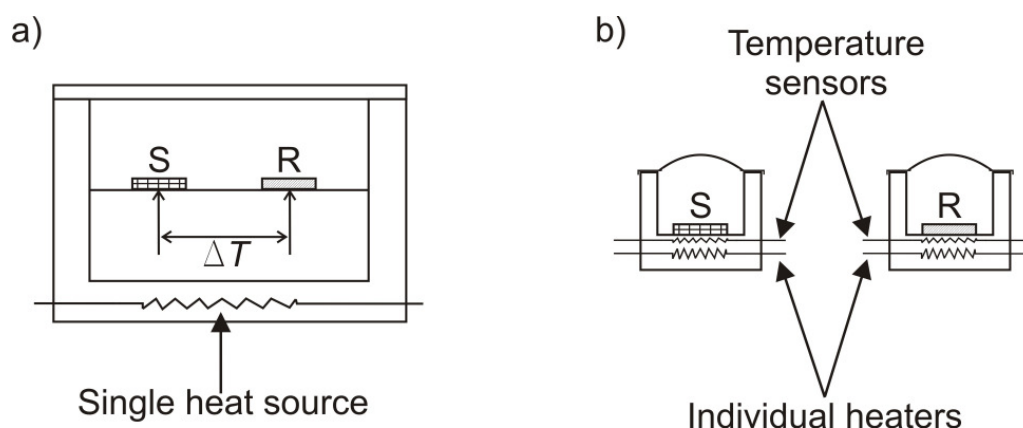 a)
S
R
ΔT
Single heat source
b)
Temperature
sensors
S
R
Individual heaters